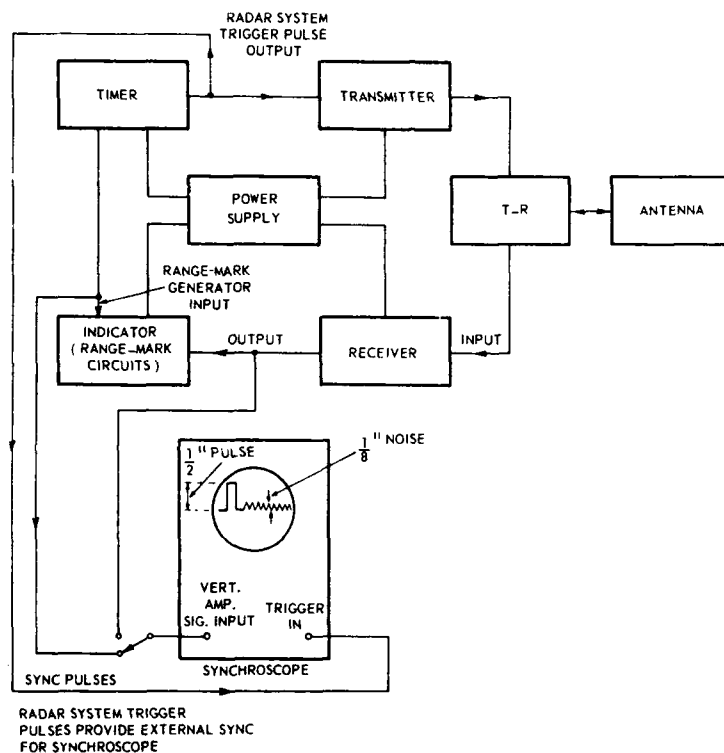 RADAR SYSTEM
TRIGGER PULSE
OUTPUT
TIMER
TRANSMITTER
POWER
SUPPLY
T-R
ANTENNA
RANGE-MARK
GENERATOR
INPUT
INDICATOR
( RANGE-MARK
CIRCUITS )
OUTPUT
RECEIVER
INPUT
1/2 " PULSE
1/8 " NOISE
VERT.
AMP.
SIG. INPUT
TRIGGER
IN
SYNCHROSCOPE
SYNC PULSES
RADAR SYSTEM TRIGGER
PULSES PROVIDE EXTERNAL SYNC
FOR SYNCHROSCOPE